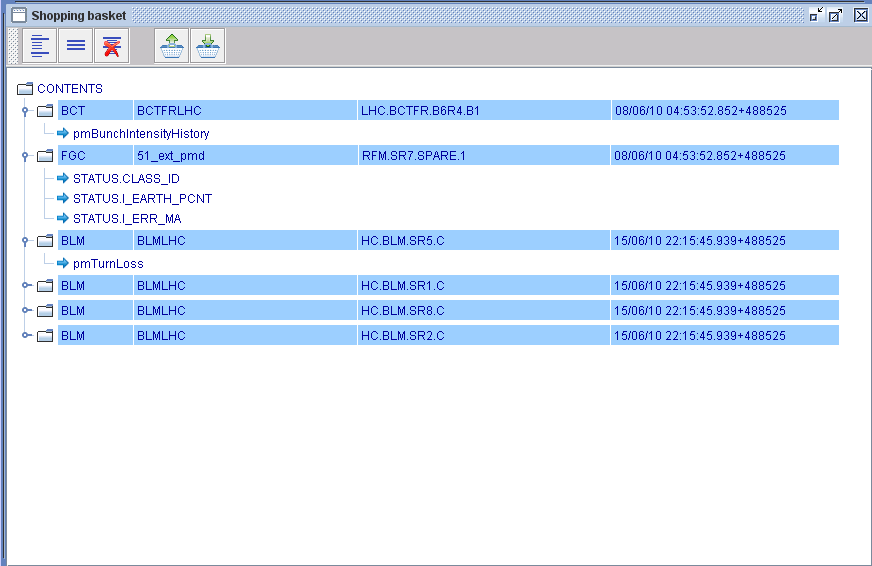 Shopping basket
CONTENTS
BCT BCTFRLHC LHC.BCTFR.B6R4.B1 08/06/10 04:53:52.852+488525
pmBunchIntensityHistory
FGC 51_ext_pmd RFM.SR7.SPARE.1 08/06/10 04:53:52.852+488525
STATUS.CLASS_ID
STATUS.I_EARTH_PCNT
STATUS.I_ERR_MA
BLM BLMLHC HC.BLM.SR5.C 15/06/10 22:15:45.939+488525
pmTurnLoss
BLM BLMLHC HC.BLM.SR1.C 15/06/10 22:15:45.939+488525
BLM BLMLHC HC.BLM.SR8.C 15/06/10 22:15:45.939+488525
BLM BLMLHC HC.BLM.SR2.C 15/06/10 22:15:45.939+488525